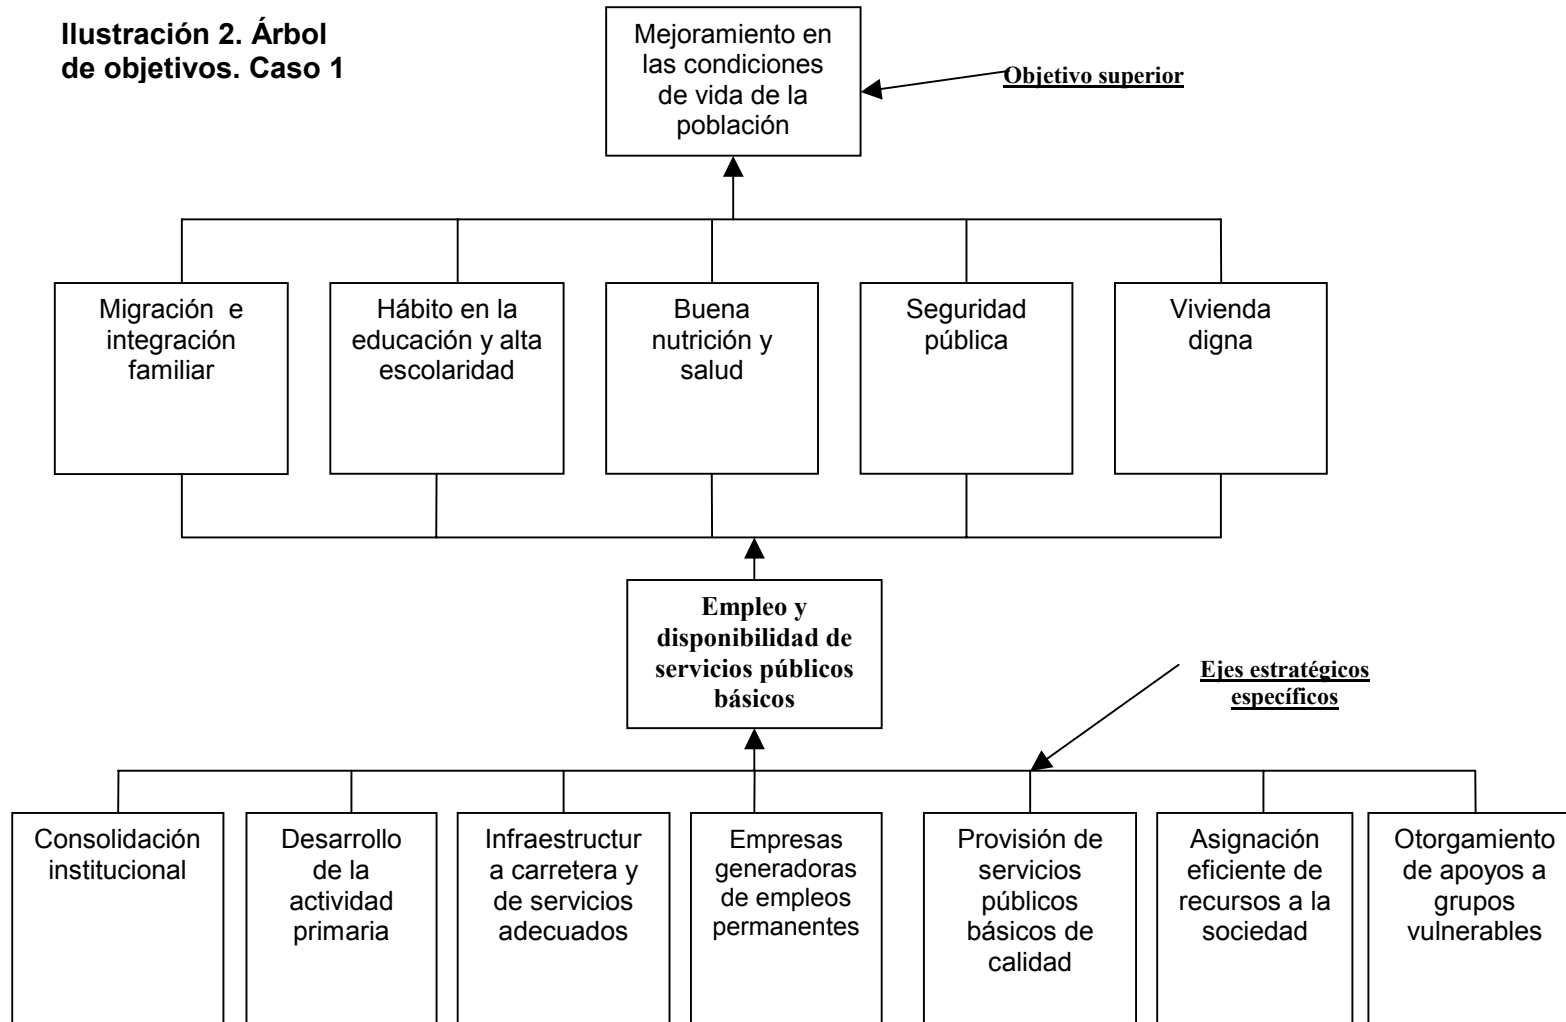 Ilustración 2. Árbol
de objetivos. Caso 1
Mejoramiento en
las condiciones
de vida de la
población
Objetivo superior
Migración e
integración
familiar
Hábito en la
educación y alta
escolaridad
Buena
nutrición y
salud
Seguridad
pública
Vivienda
digna
Empleo y
disponibilidad de
servicios públicos
básicos
Ejes estratégicos
específicos
Consolidación
institucional
Desarrollo
de la
actividad
primaria
Infraestructur
a carretera y
de servicios
adecuados
Empresas
generadoras
de empleos
permanentes
Provisión de
servicios
públicos
básicos de
calidad
Asignación
eficiente de
recursos a la
sociedad
Otorgamiento
de apoyos a
grupos
vulnerables